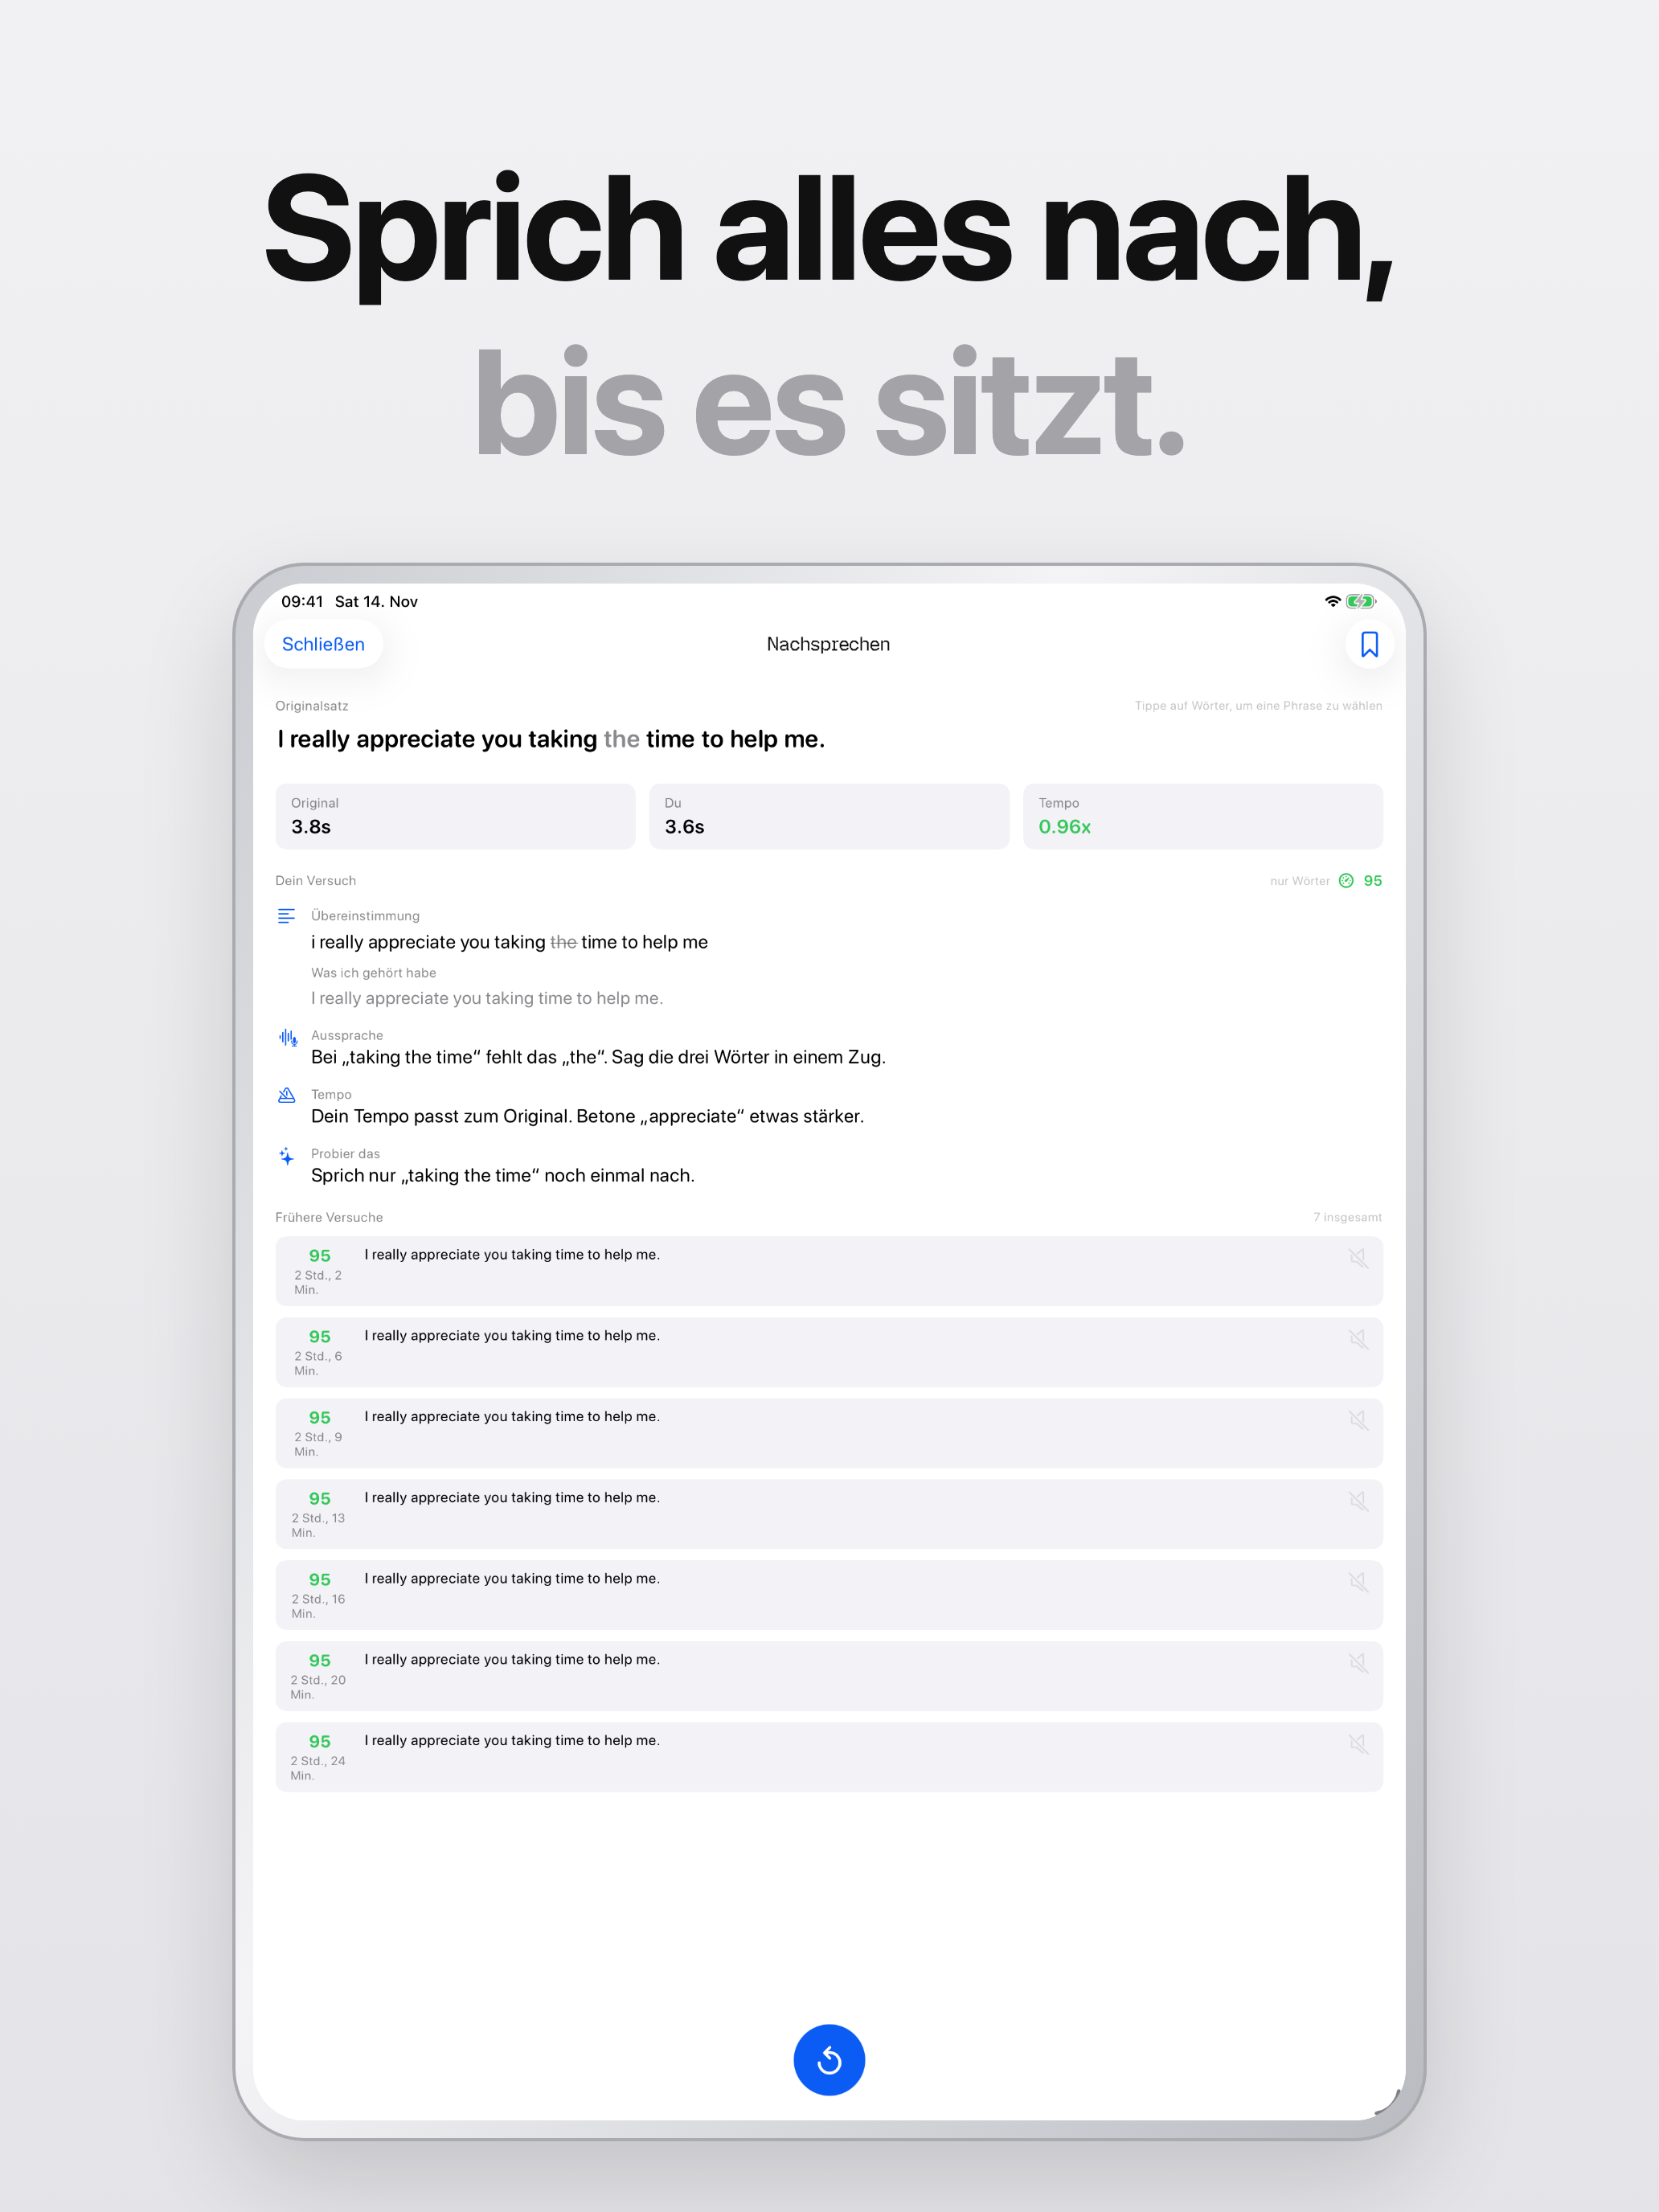 Sprich alles nach,
bis es sitzt.
09:41 Sat 14. Nov
Schließen
Nachsprechen
Originalsatz
Tippe auf Wörter, um eine Phrase zu wählen
I really appreciate you taking the time to help me.
Original
3.8s
Du
3.6s
Tempo
0.96x
Dein Versuch
nur Wörter 95
Übereinstimmung
i really appreciate you taking the time to help me
Was ich gehört habe
I really appreciate you taking time to help me.
Aussprache
Bei „taking the time“ fehlt das „the“. Sag die drei Wörter in einem Zug.
Tempo
Dein Tempo passt zum Original. Betone „appreciate“ etwas stärker.
Probier das
Sprich nur „taking the time“ noch einmal nach.
Frühere Versuche
7 insgesamt
95
2 Std., 2
Min.
I really appreciate you taking time to help me.
95
2 Std., 6
Min.
I really appreciate you taking time to help me.
95
2 Std., 9
Min.
I really appreciate you taking time to help me.
95
2 Std., 13
Min.
I really appreciate you taking time to help me.
95
2 Std., 16
Min.
I really appreciate you taking time to help me.
95
2 Std., 20
Min.
I really appreciate you taking time to help me.
95
2 Std., 24
Min.
I really appreciate you taking time to help me.